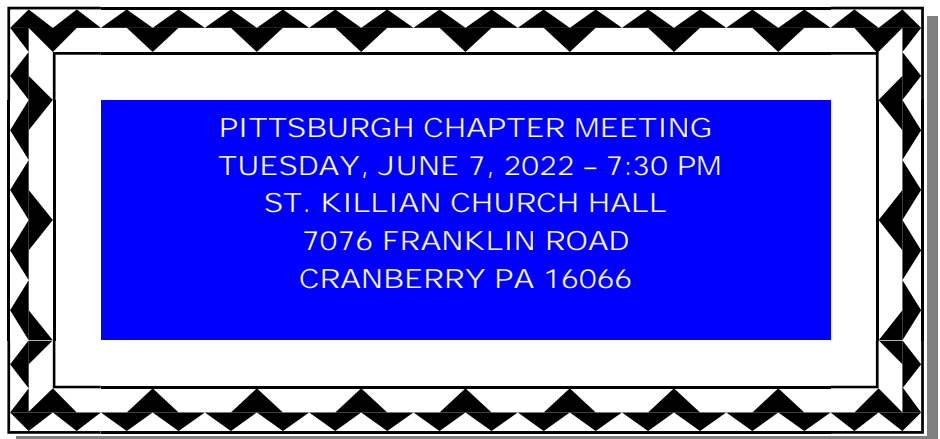 PITTSBURGH CHAPTER MEETING
TUESDAY, JUNE 7, 2022 – 7:30 PM
ST. KILLIAN CHURCH HALL
7076 FRANKLIN ROAD
CRANBERRY PA 16066